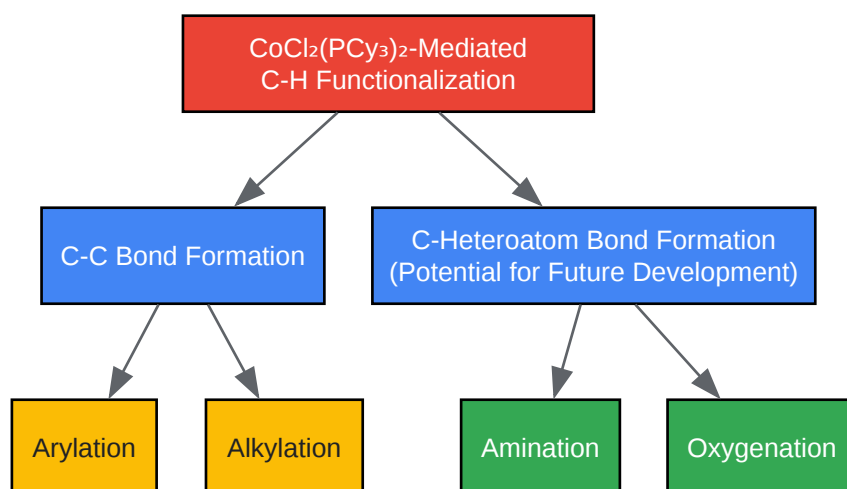 CoCl₂(PCy₃)₂-Mediated
C-H Functionalization
C-C Bond Formation
C-Heteroatom Bond Formation
(Potential for Future Development)
Arylation
Alkylation
Amination
Oxygenation